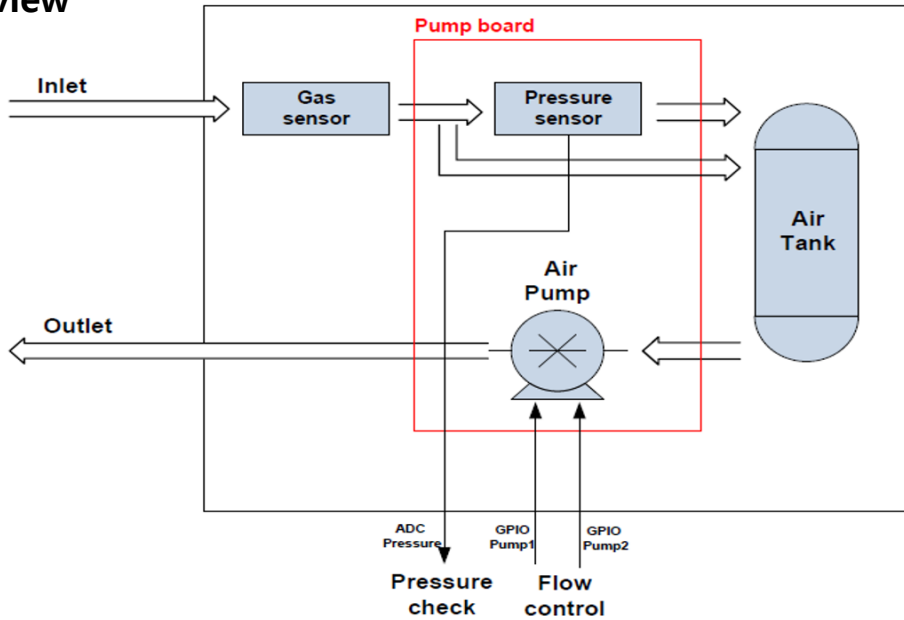 Pump board
Inlet
Gas
sensor
Pressure
sensor
Air
Tank
Air
Pump
Outlet
ADC
Pressure
GPIO
Pump1
GPIO
Pump2
Pressure
check
Flow
control